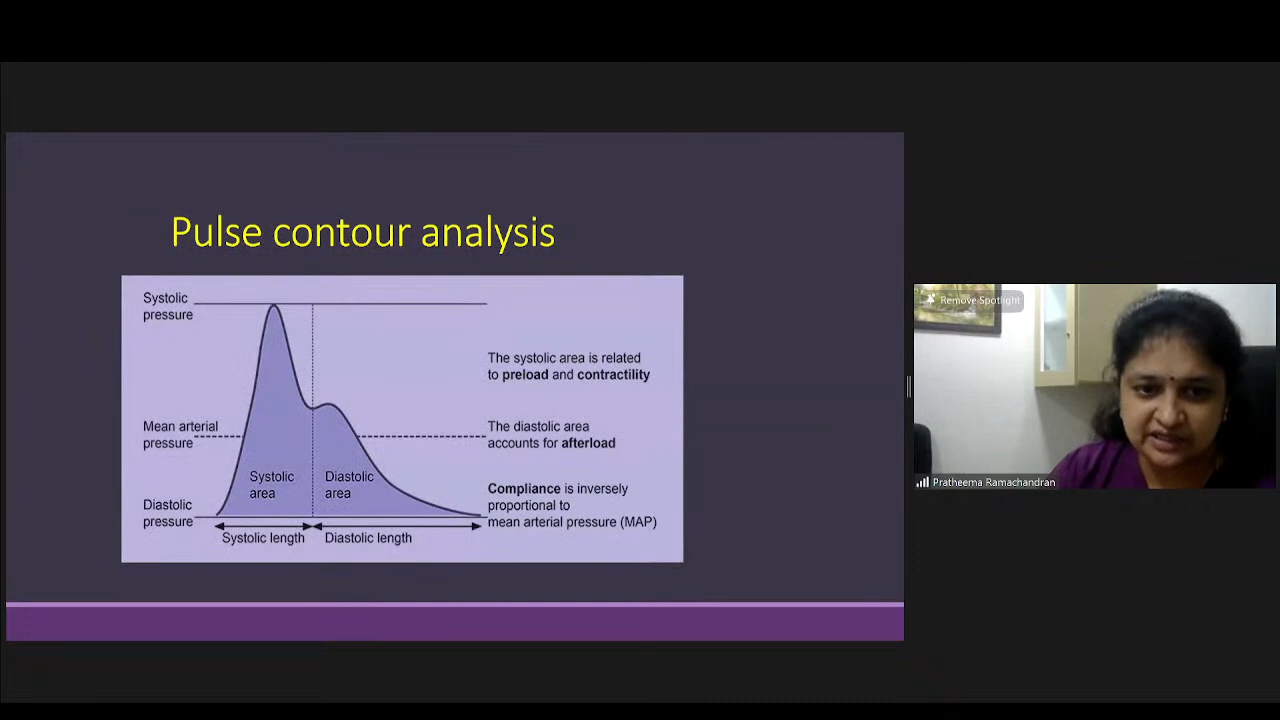 Pulse contour analysis
Systolic
pressure
Mean arterial
pressure
Diastolic
pressure
Systolic
area
Diastolic
area
Systolic length
Diastolic length
The systolic area is related
to preload and contractility
The diastolic area
accounts for afterload
Compliance is inversely
proportional to
mean arterial pressure (MAP)
Remove Spotlight
Pratheema Ramachandran